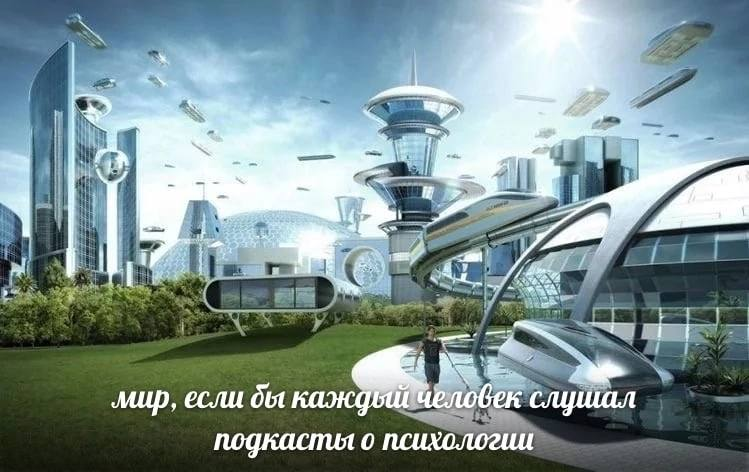 мир, если бы каждый человек слушал
подкасты о психологии